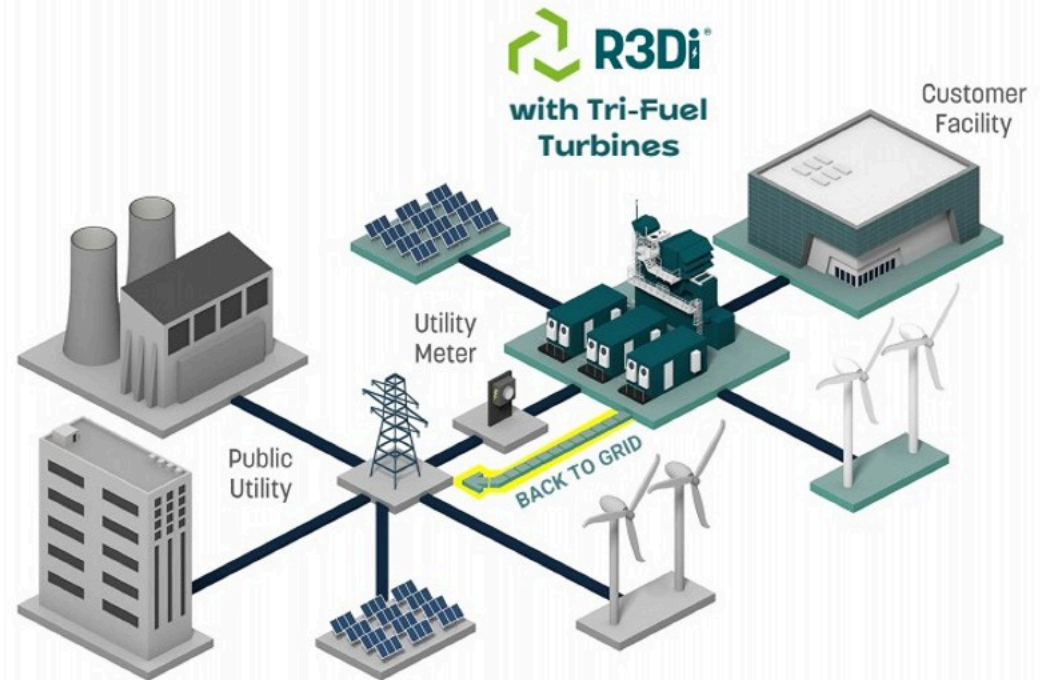 R3Di®
with Tri-Fuel
Turbines
Customer
Facility
Utility
Meter
Public
Utility
BACK TO GRID